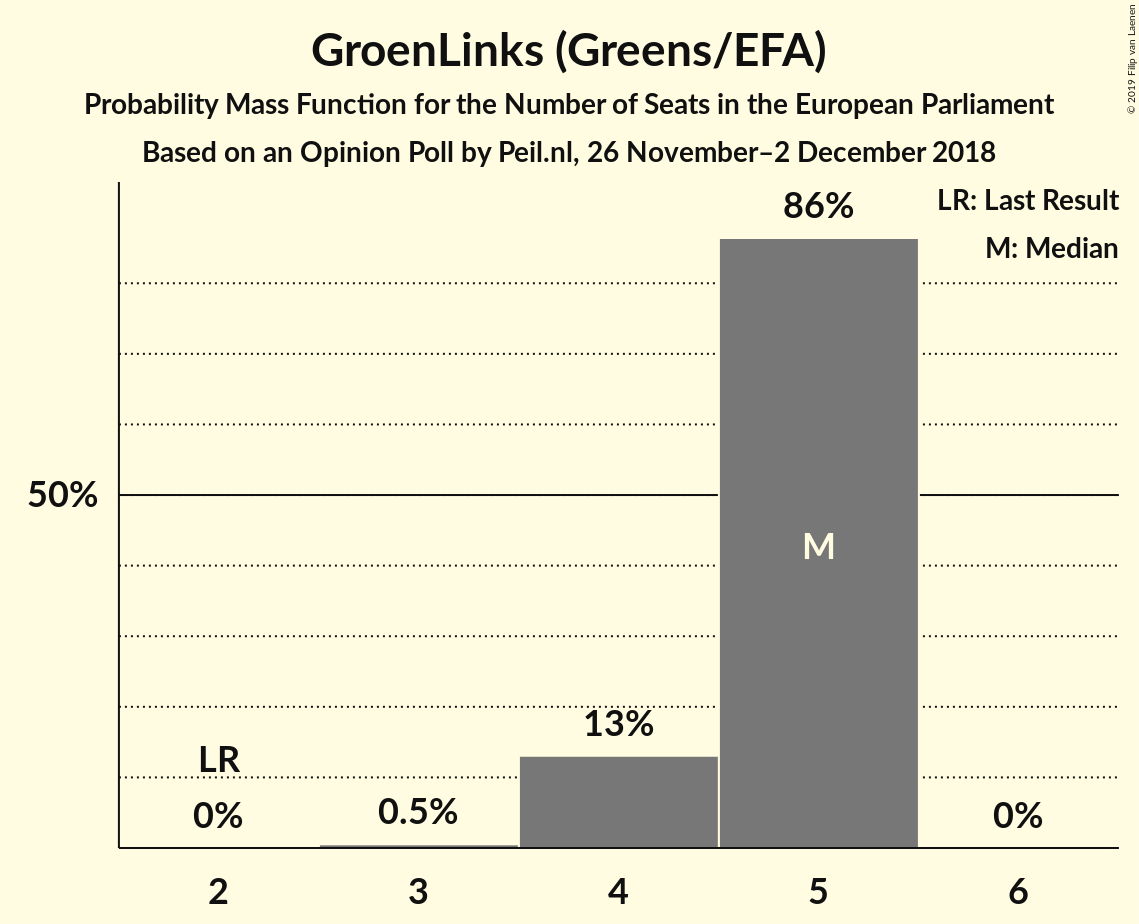 GroenLinks (Greens/EFA)
Probability Mass Function for the Number of Seats in the European Parliament
Based on an Opinion Poll by Peil.nl, 26 November–2 December 2018
© 2019 Filip van Laenen
LR: Last Result
M: Median
86%
50%
M
13%
LR
0%
0.5%
0%
2
3
4
5
6